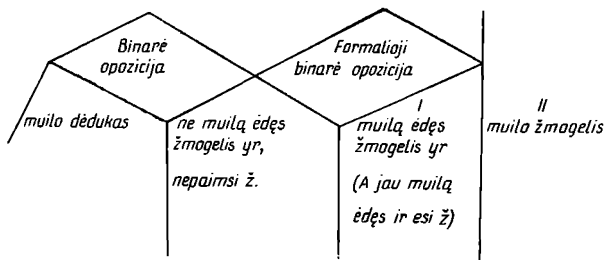 Binarė
opozicija
Formalioji
binarė opozicija
muilo dėdukas
ne muilą ėdęs
žmogelis yr,
nepaimsi ž.
I
muilą ėdęs
žmogelis yr
(A jau muilą
ėdęs ir esi ž)
II
muilo žmogelis